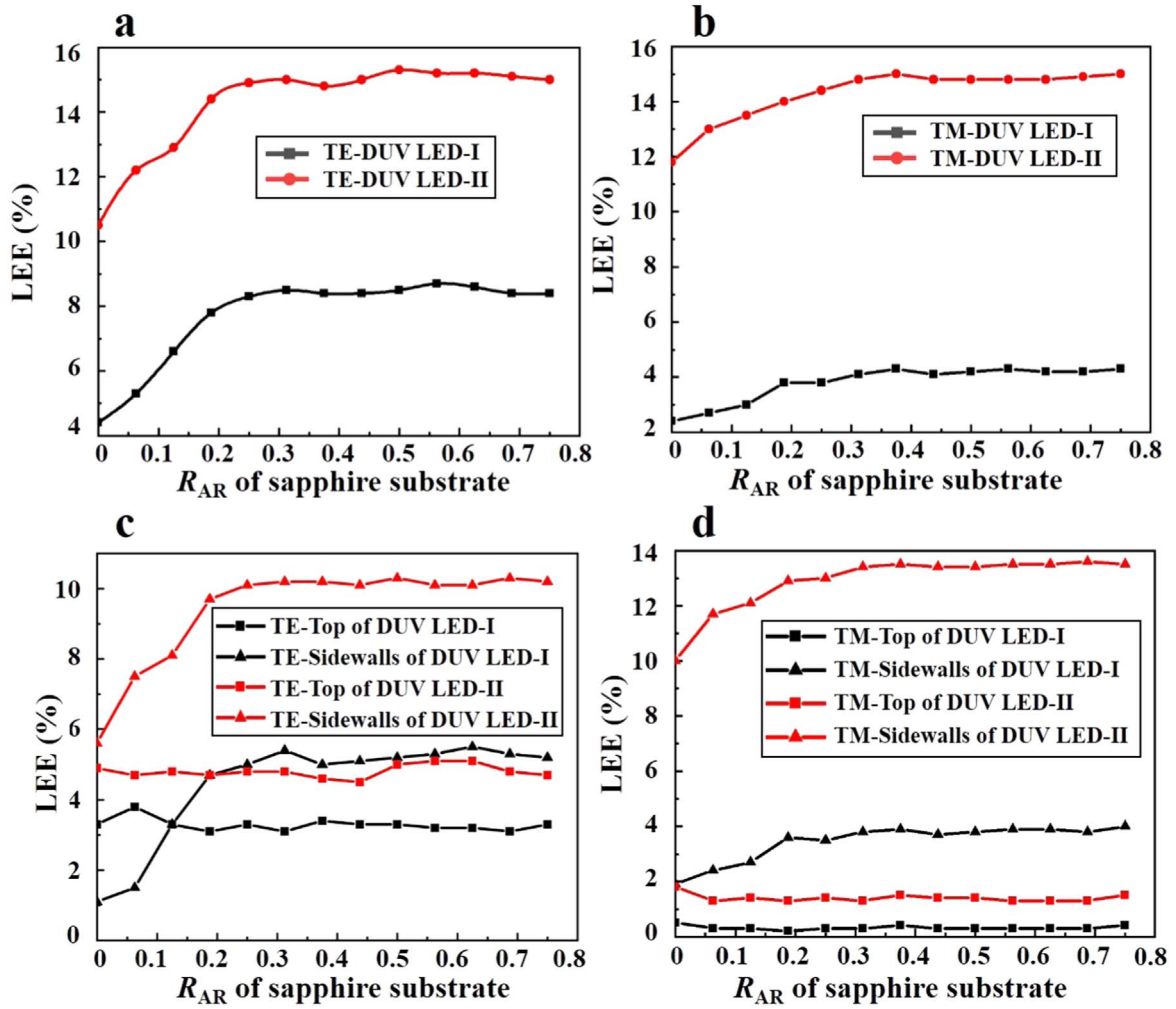 a
16
14
12
10
8
6
4
LEE (%)
TE-DUV LED-I
TE-DUV LED-II
0 0.1 0.2 0.3 0.4 0.5 0.6 0.7 0.8
R_AR of sapphire substrate
b
16
14
12
10
8
6
4
2
LEE (%)
TM-DUV LED-I
TM-DUV LED-II
0 0.1 0.2 0.3 0.4 0.5 0.6 0.7 0.8
R_AR of sapphire substrate
c
10
8
6
4
2
0
LEE (%)
TE-Top of DUV LED-I
TE-Sidewalls of DUV LED-I
TE-Top of DUV LED-II
TE-Sidewalls of DUV LED-II
0 0.1 0.2 0.3 0.4 0.5 0.6 0.7 0.8
R_AR of sapphire substrate
d
14
12
10
8
6
4
2
0
LEE (%)
TM-Top of DUV LED-I
TM-Sidewalls of DUV LED-I
TM-Top of DUV LED-II
TM-Sidewalls of DUV LED-II
0 0.1 0.2 0.3 0.4 0.5 0.6 0.7 0.8
R_AR of sapphire substrate